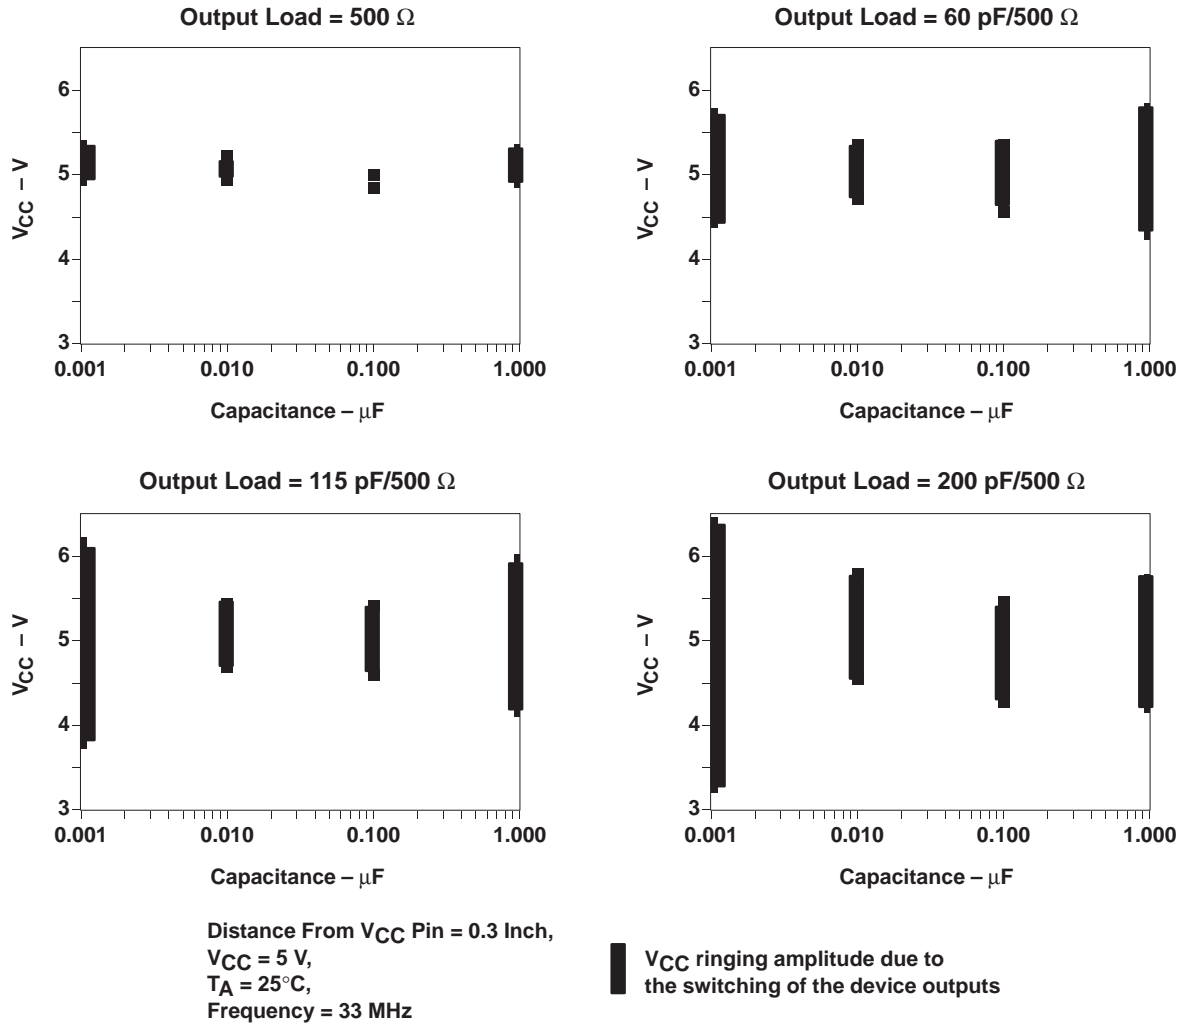 Output Load = 500 Ω
6
5
4
3
VCC – V
0.001 0.010 0.100 1.000
Capacitance – μF
Output Load = 60 pF/500 Ω
6
5
4
3
VCC – V
0.001 0.010 0.100 1.000
Capacitance – μF
Output Load = 115 pF/500 Ω
6
5
4
3
VCC – V
0.001 0.010 0.100 1.000
Capacitance – μF
Output Load = 200 pF/500 Ω
6
5
4
3
VCC – V
0.001 0.010 0.100 1.000
Capacitance – μF
Distance From VCC Pin = 0.3 Inch,
VCC = 5 V,
TA = 25°C,
Frequency = 33 MHz
VCC ringing amplitude due to
the switching of the device outputs